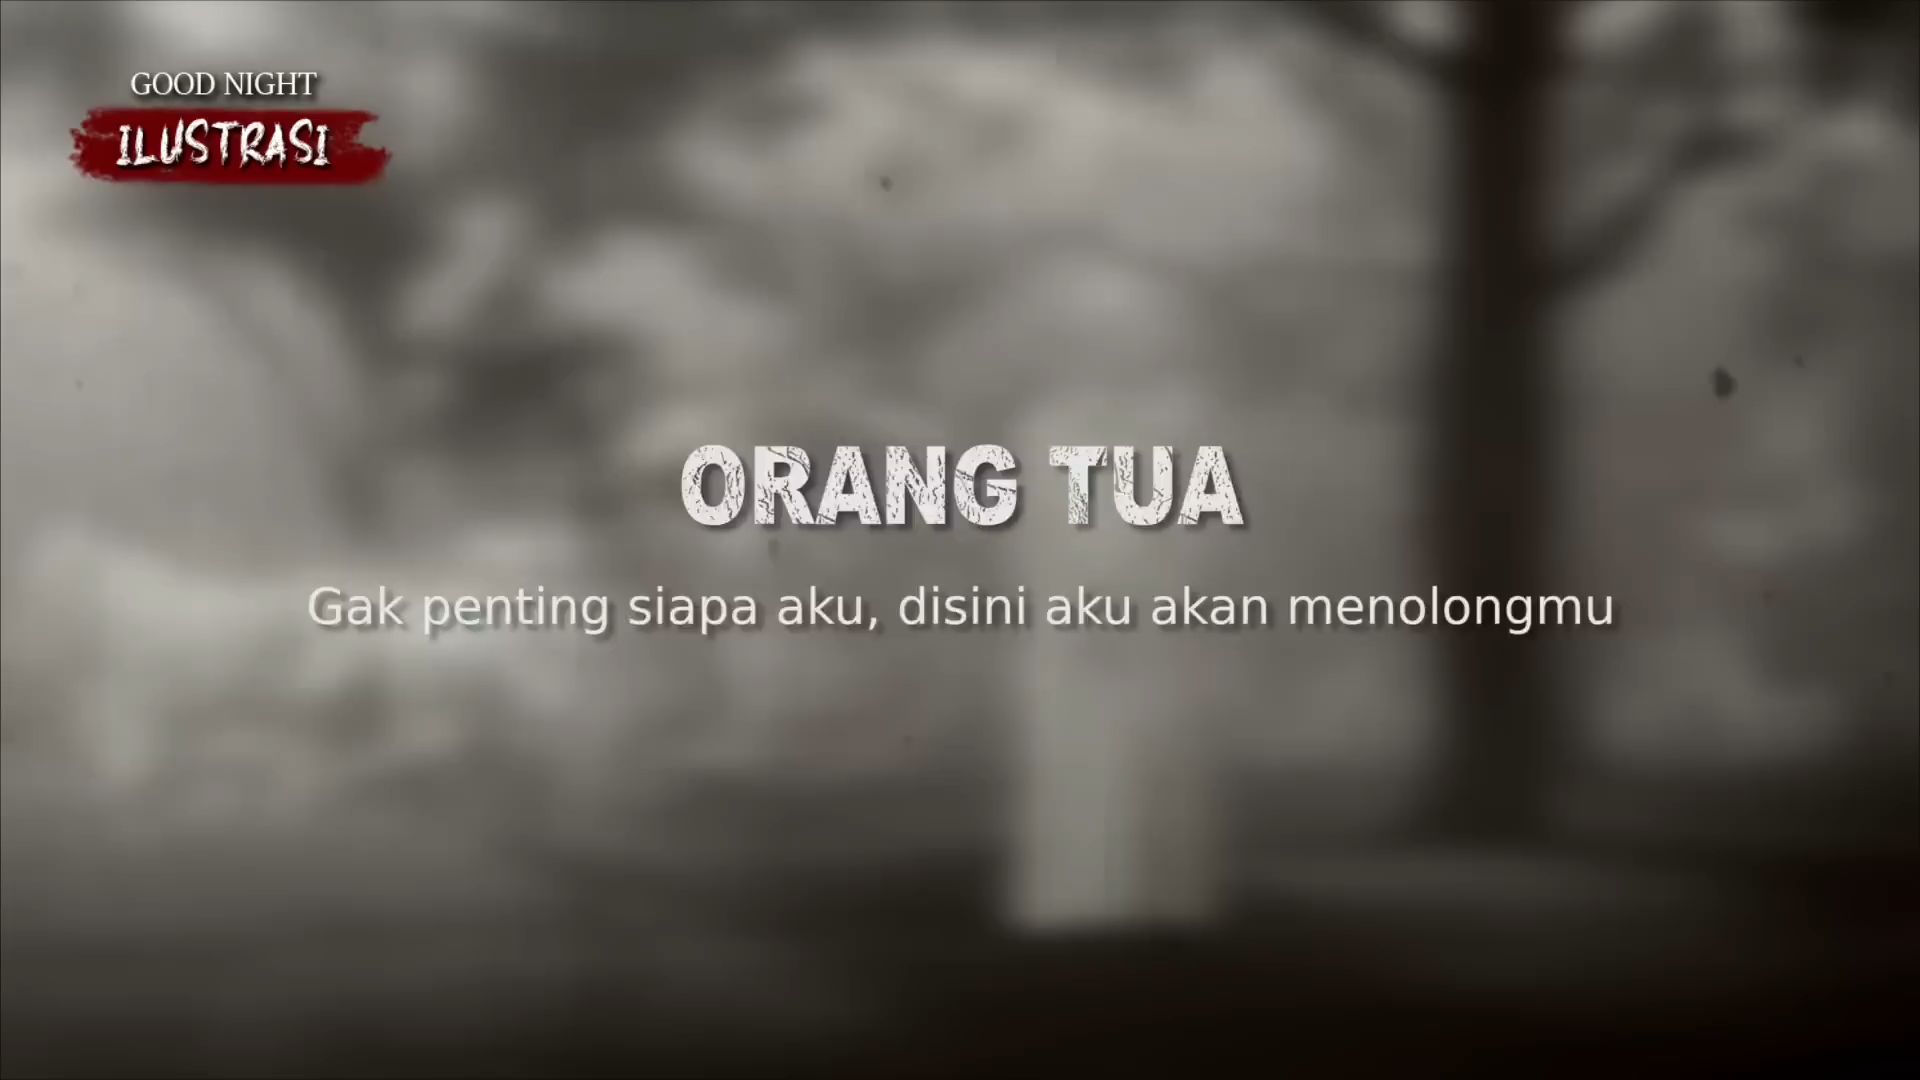 GOOD NIGHT
ILUSTRASI
ORANG TUA
Gak penting siapa aku, disini aku akan menolongmu